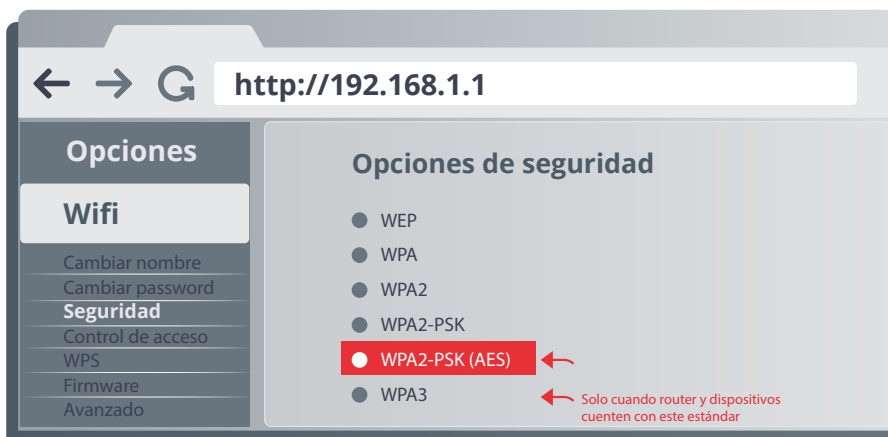 http://192.168.1.1
Opciones
Wifi
Cambiar nombre
Cambiar password
Seguridad
Control de acceso
WPS
Firmware
Avanzado
Opciones de seguridad
WEP
WPA
WPA2
WPA2-PSK
WPA2-PSK (AES)
WPA3
Solo cuando router y dispositivos
cuenten con este estándar